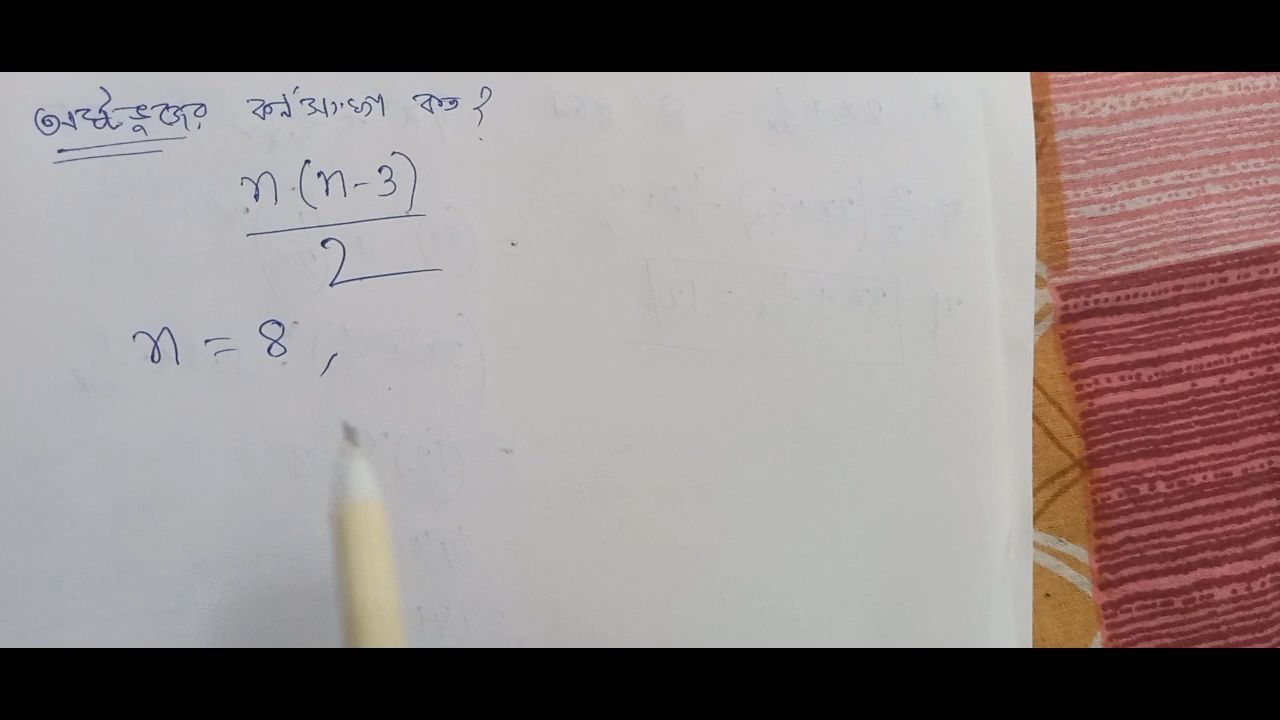 অষ্টভুজের কর্ণসংখ্যা কত?
n(n-3)
2
n = 8,